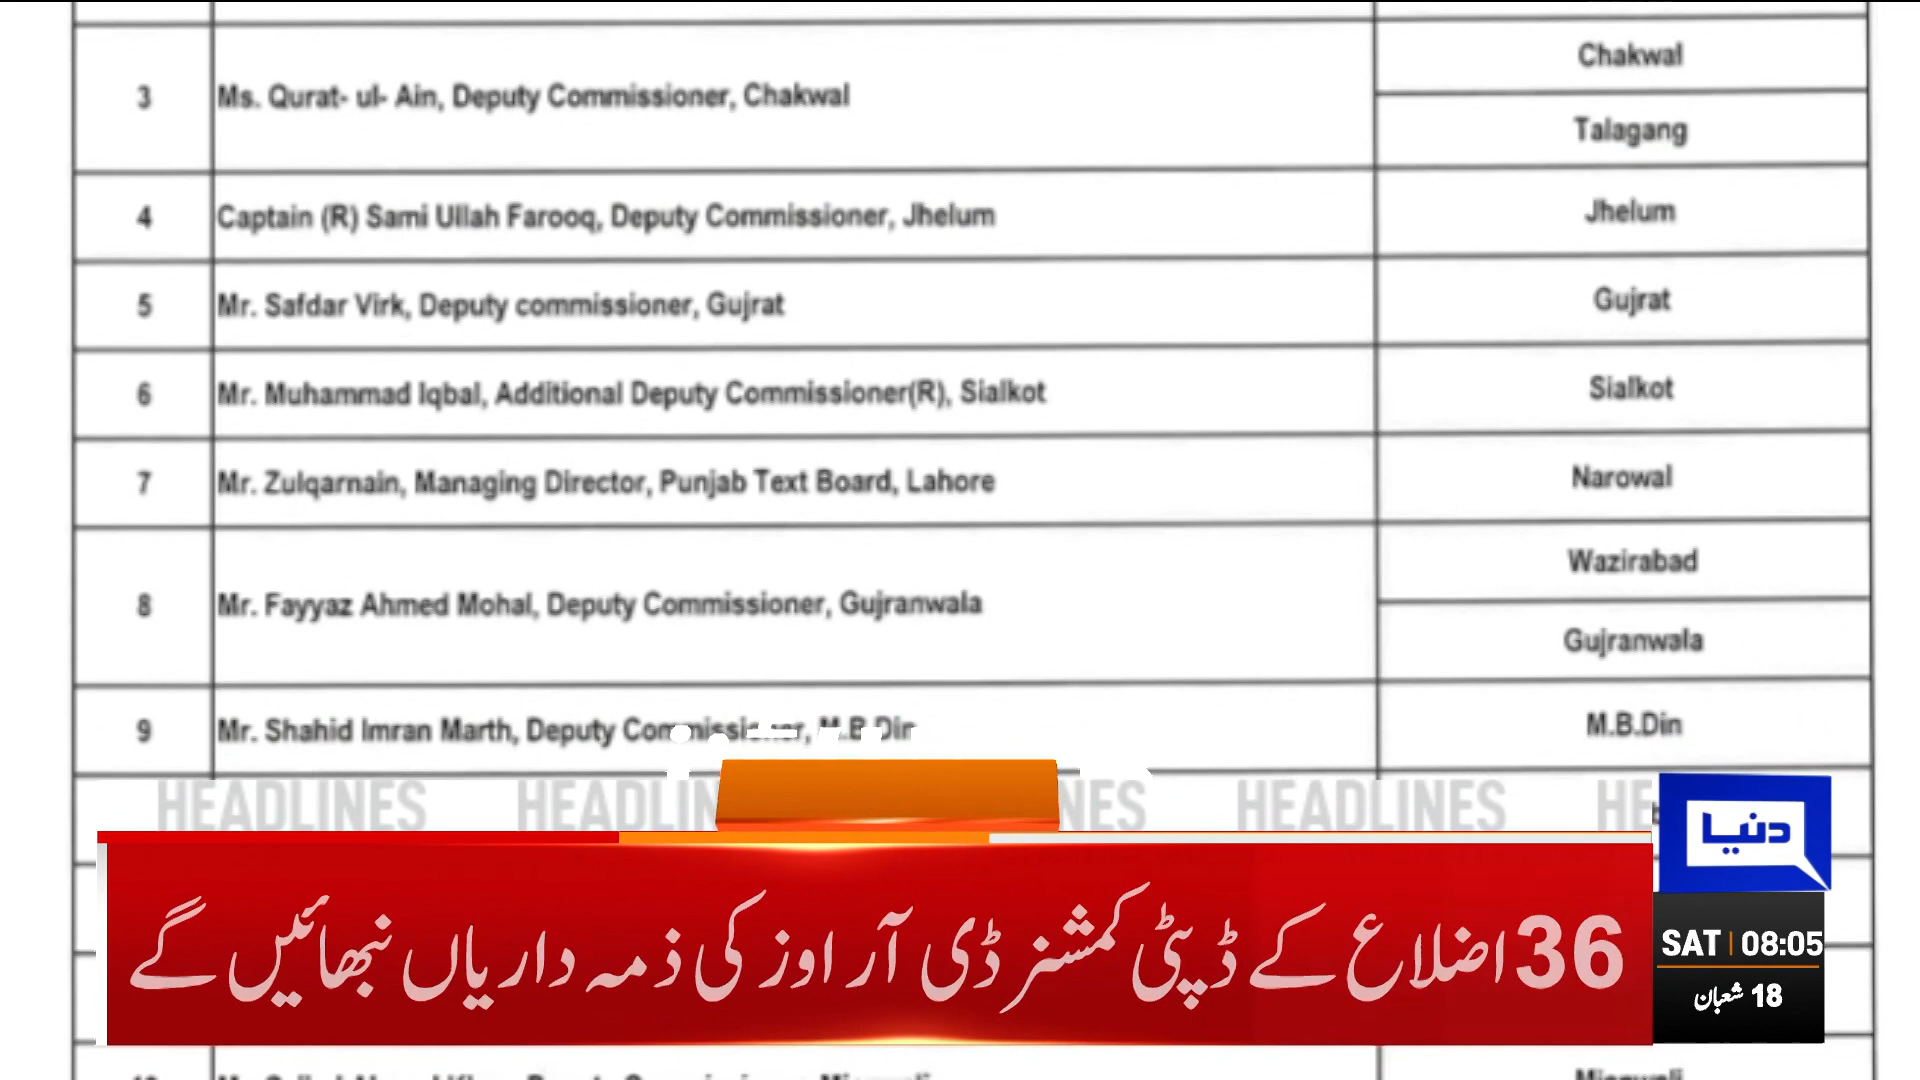 3 Ms. Qurat- ul- Ain, Deputy Commissioner, Chakwal Chakwal
Talagang
4 Captain (R) Sami Ullah Farooq, Deputy Commissioner, Jhelum Jhelum
5 Mr. Safdar Virk, Deputy commissioner, Gujrat Gujrat
6 Mr. Muhammad Iqbal, Additional Deputy Commissioner(R), Sialkot Sialkot
7 Mr. Zulqarnain, Managing Director, Punjab Text Board, Lahore Narowal
8 Mr. Fayyaz Ahmed Mohal, Deputy Commissioner, Gujranwala Wazirabad
Gujranwala
9 Mr. Shahid Imran Marth, Deputy Commissioner, M.B.Din M.B.Din
HEADLINES HEADLINES HEADLINES
دنیا
36 اضلاع کے ڈپٹی کمشنر ڈی آر اوز کی ذمہ داریاں نبھائیں گے
SAT | 08:05
18 شعبان